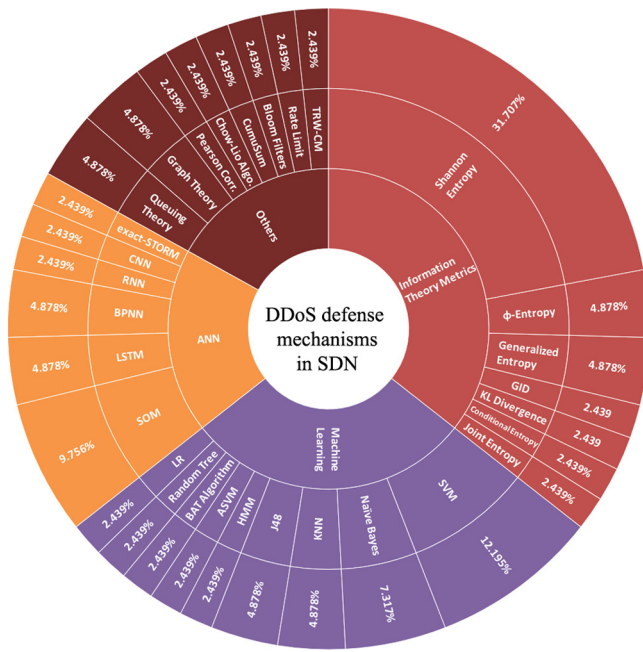 DDoS defense
mechanisms
in SDN
Information
Theory Metrics
Shannon
Entropy
31.707%
ф-Entropy
4.878%
Generalized
Entropy
4.878%
GID
2.439
KL Divergence
2.439
Conditional Entropy
2.439%
Joint Entropy
2.439%
Machine
Learning
SVM
12.195%
Naïve Bayes
7.317%
KNN
4.878%
J48
4.878%
HMM
2.439%
ASVM
2.439%
BAT Algorithm
2.439%
Random Tree
2.439%
LR
2.439%
ANN
SOM
9.756%
LSTM
4.878%
BPNN
4.878%
RNN
2.439%
CNN
2.439%
exact-STORM
2.439%
Others
Queuing
Theory
4.878%
Graph Theory
4.878%
Pearson Corr.
2.439%
Chow-Lio Algo.
2.439%
CumuSum
2.439%
Bloom Filters
2.439%
Rate Limit
2.439%
TRW-CM
2.439%